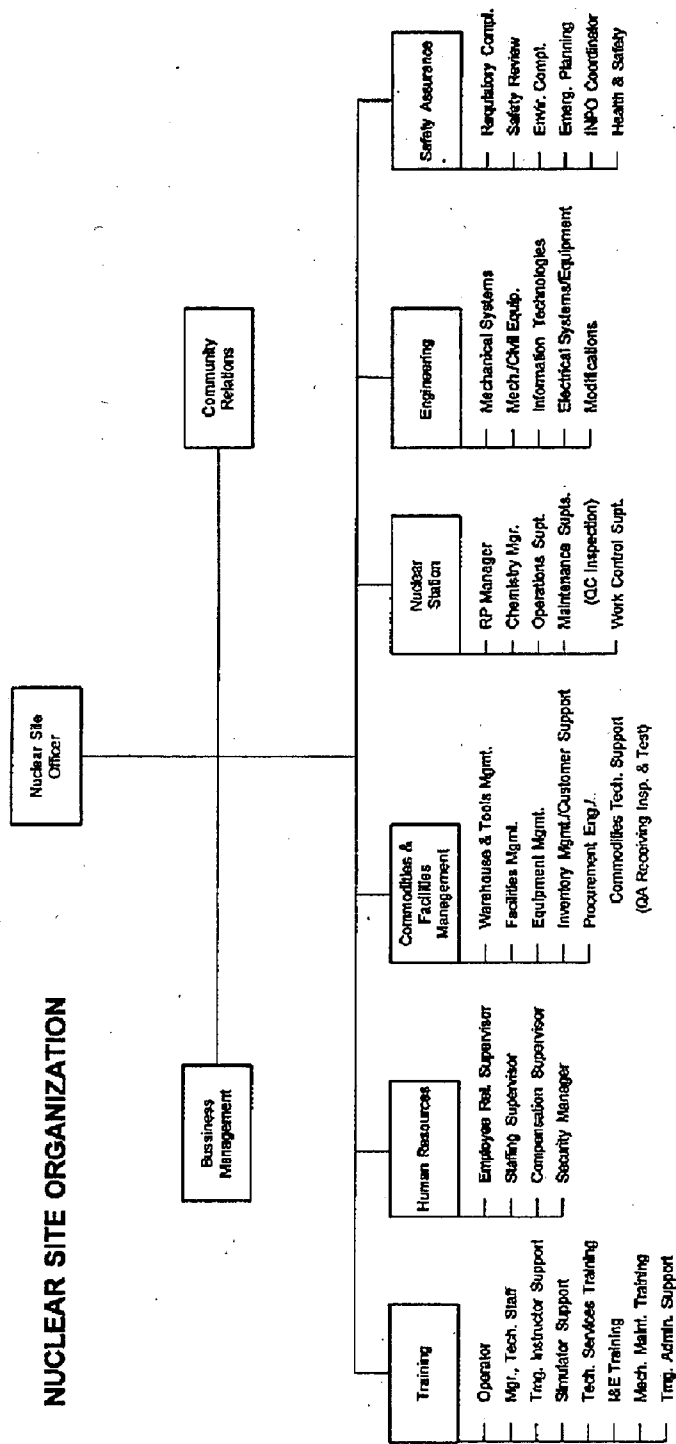 NUCLEAR SITE ORGANIZATION
Nuclear Site
Officer
Bussiness
Management
Community
Relations
Training
Operator
Mgr., Tech. Staff
Trng. Instructor Support
Simulator Support
Tech. Services Training
I&E Training
Mech. Maint. Training
Trng. Admin. Support
Human Resources
Employee Rel. Supervisor
Staffing Supervisor
Compensation Supervisor
Security Manager
Commodities &
Facilities
Management
Warehouse & Tools Mgmt.
Facilities Mgmt.
Equipment Mgmt.
Inventory Mgmt./Customer Support
Procurement Eng./..
Commodities Tech. Support
(QA Receiving Insp. & Test)
Nuclear
Station
RP Manager
Chemistry Mgr.
Operations Supt.
Maintenance Supts.
(QC Inspection)
Work Control Supt.
Engineering
Mechanical Systems
Mech./Civil Equip.
Information Technologies
Electrical Systems/Equipment
Modifications
Safety Assurance
Regulatory Compl.
Safety Review
Envir. Compl.
Emerg. Planning
INPO Coordinator
Health & Safety